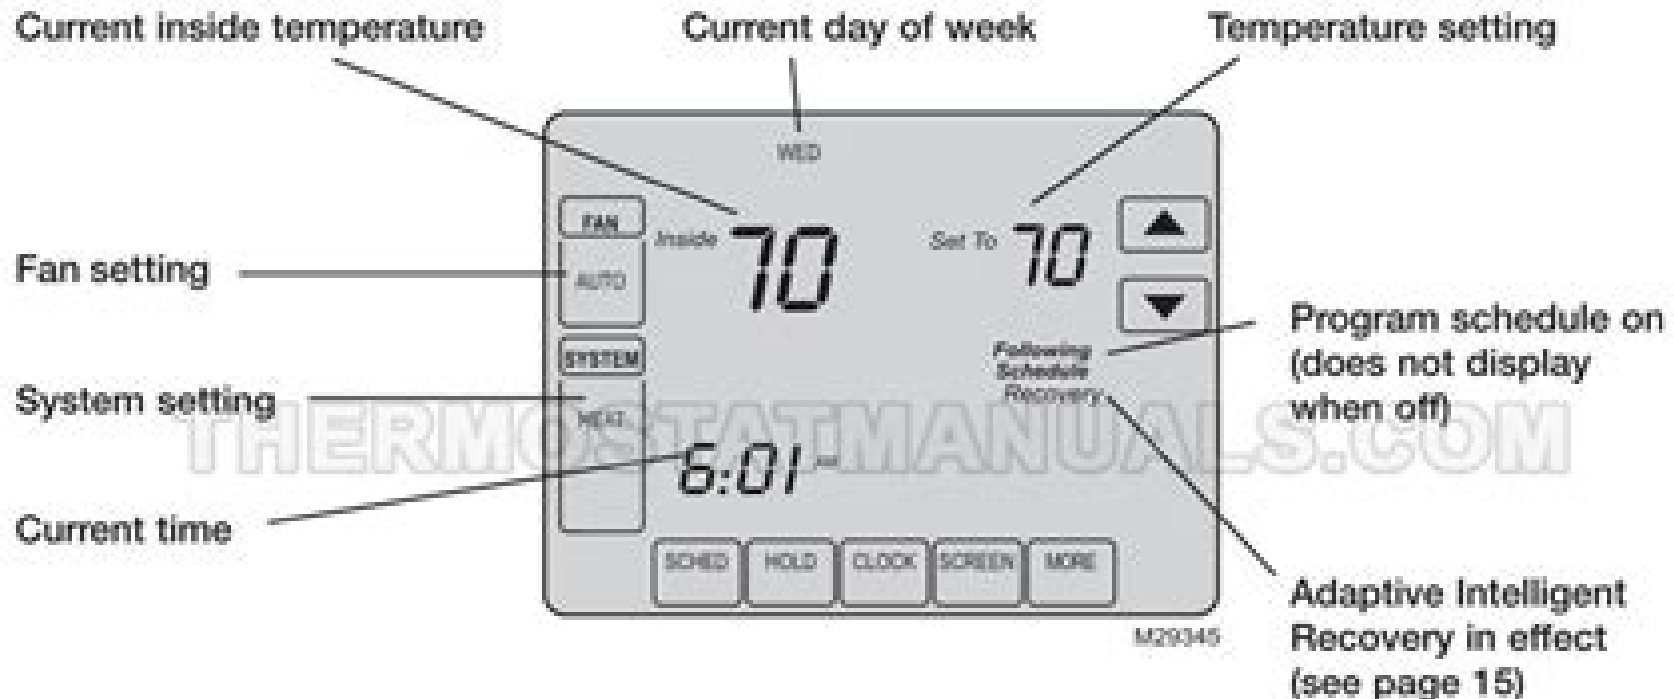 Current inside temperature
Current day of week
Temperature setting
WED
FAN
Inside 70
Set To 70
Fan setting
AUTO
Program schedule on
(does not display
when off)
SYSTEM
Following
Schedule
Recovery
System setting
HEAT
THERMOSTATMANUALS.COM
6:01
Current time
SCHED
HOLD
CLOCK
SCREEN
MORE
M29345
Adaptive Intelligent
Recovery in effect
(see page 15)